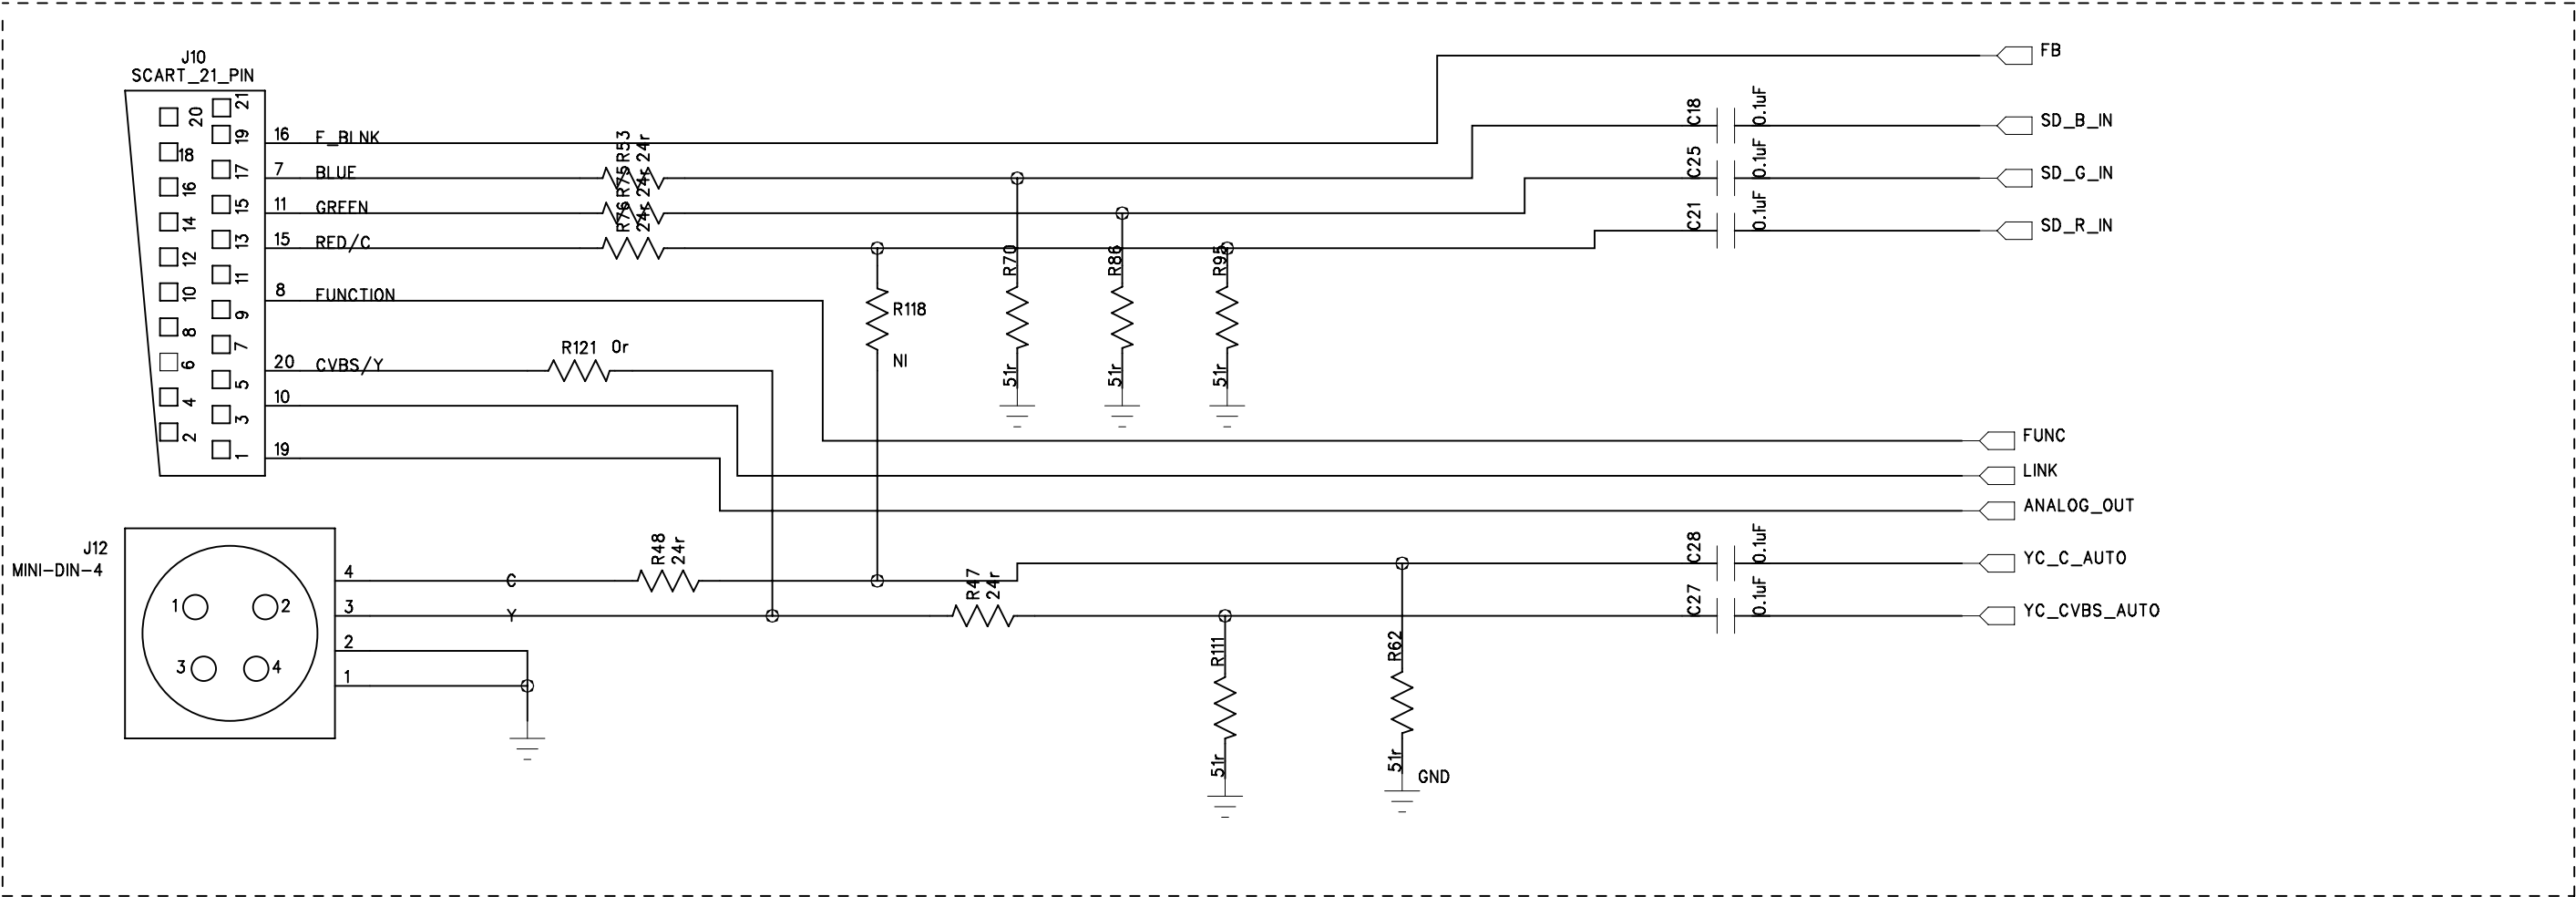 J10
SCART_21_PIN
FB
SD_B_IN
SD_G_IN
SD_R_IN
C18
0.1uF
C25
0.1uF
C21
0.1uF
16
F_BLNK
7
BLUE
11
GREEN
15
RED/C
8
FUNCTION
20
CVBS/Y
10
19
R53
24r
R75
24r
R76
24r
20
18
16
14
12
10
8
6
4
2
21
19
17
15
13
11
9
7
5
3
1
R118
NI
R70
51r
R86
51r
R95
51r
R121
0r
FUNC
LINK
ANALOG_OUT
YC_C_AUTO
YC_CVBS_AUTO
J12
MINI-DIN-4
1
2
3
4
4
C
3
Y
2
1
R48
24r
R47
24r
C28
0.1uF
C27
0.1uF
R111
51r
R62
51r
GND